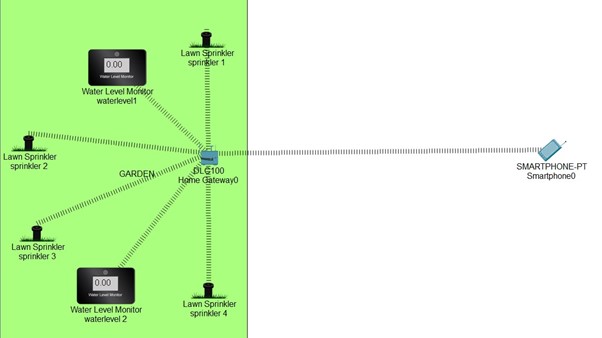 Lawn Sprinkler
sprinkler 1
0.00
Water Level Monitor
Water Level Monitor
waterlevel1
Lawn Sprinkler
sprinkler 2
GARDEN
DLC100
Home Gateway0
SMARTPHONE-PT
Smartphone0
Lawn Sprinkler
sprinkler 3
0.00
Water Level Monitor
Water Level Monitor
waterlevel 2
Lawn Sprinkler
sprinkler 4